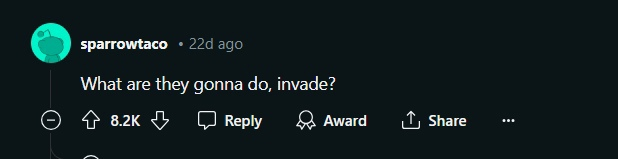 sparrowtaco • 22d ago
What are they gonna do, invade?
8.2K Reply Award Share ...